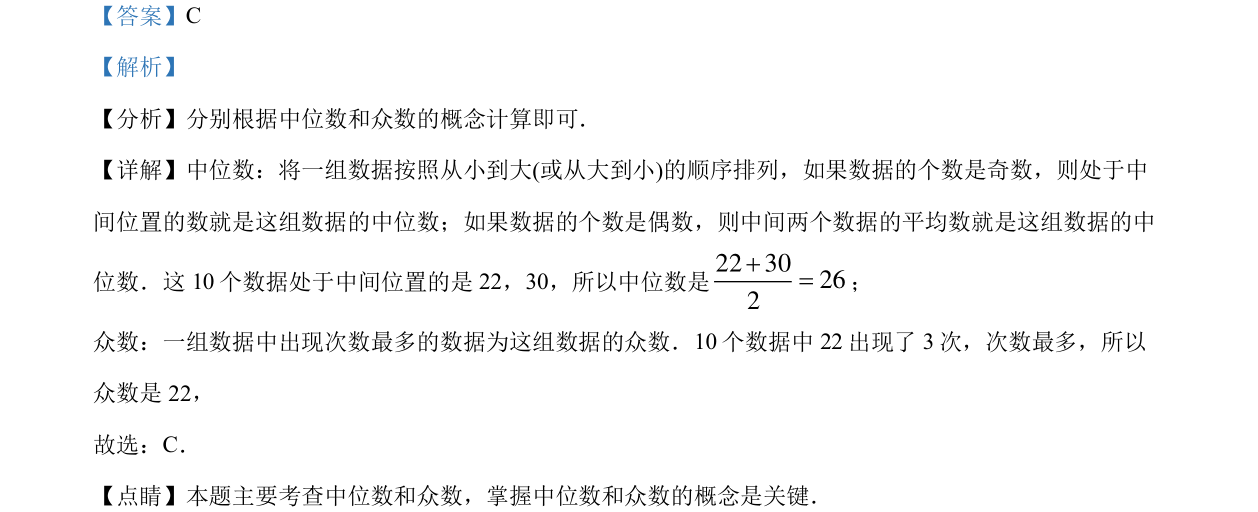 【答案】C
【解析】
【分析】分别根据中位数和众数的概念计算即可．
【详解】中位数：将一组数据按照从小到大(或从大到小)的顺序排列，如果数据的个数是奇数，则处于中
间位置的数就是这组数据的中位数；如果数据的个数是偶数，则中间两个数据的平均数就是这组数据的中
位数．这 10 个数据处于中间位置的是 22，30，所以中位数是 \frac{22+30}{2}=26；
众数：一组数据中出现次数最多的数据为这组数据的众数．10 个数据中 22 出现了 3 次，次数最多，所以
众数是 22，
故选：C．
【点睛】本题主要考查中位数和众数，掌握中位数和众数的概念是关键．